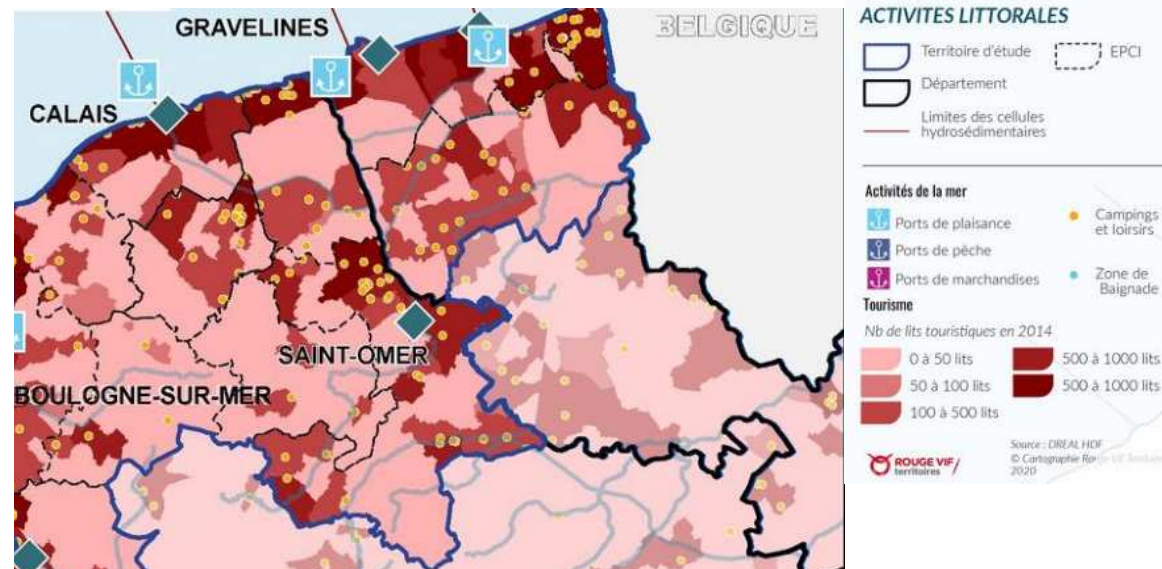 GRAVELINES
BELGIQUE
CALAIS
SAINT-OMER
BOULOGNE-SUR-MER
ACTIVITES LITTORALES
Territoire d'étude
EPCI
Département
Limites des cellules
hydrosédimentaires
Activités de la mer
Ports de plaisance
Campings
et loisirs
Ports de pêche
Ports de marchandises
Zone de
Baignade
Tourisme
Nb de lits touristiques en 2014
0 à 50 lits
500 à 1000 lits
50 à 100 lits
500 à 1000 lits
100 à 500 lits
ROUGE VIF/
territoires
Source : DREAL HDF
© Cartographie Rouge Vif
2020